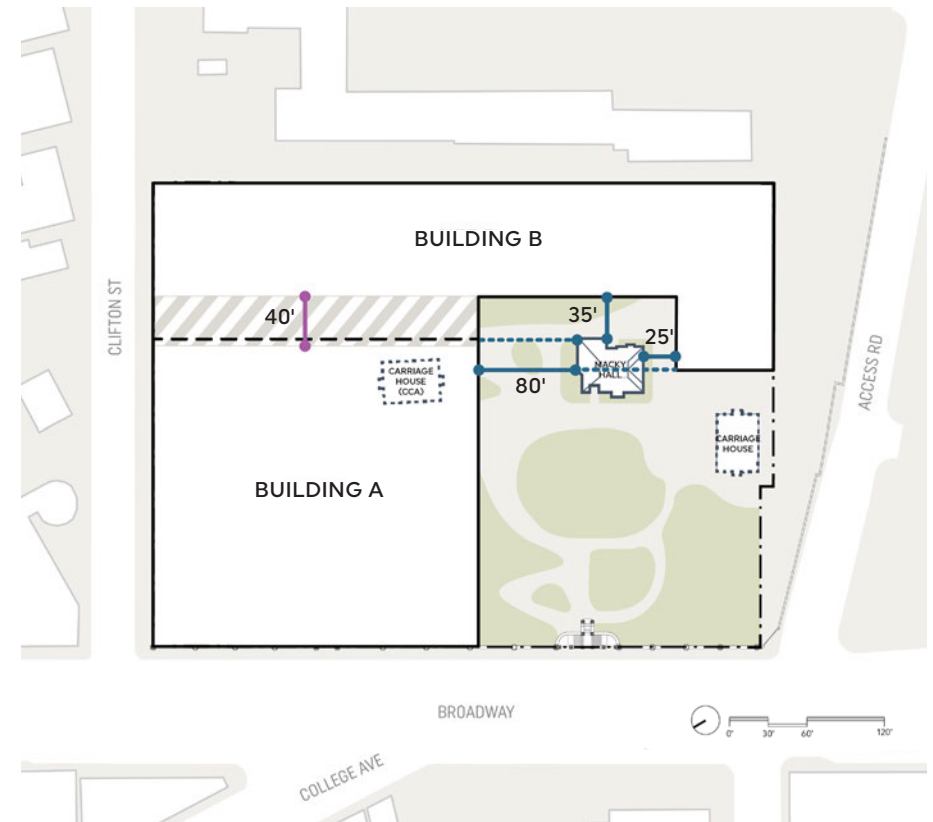 BUILDING B
CLIFTON ST
40'
35'
25'
MACKY
HALL
80'
CARRIAGE
HOUSE
(CCA)
ACCESS RD
CARRIAGE
HOUSE
BUILDING A
BROADWAY
0' 30' 60' 120'
COLLEGE AVE